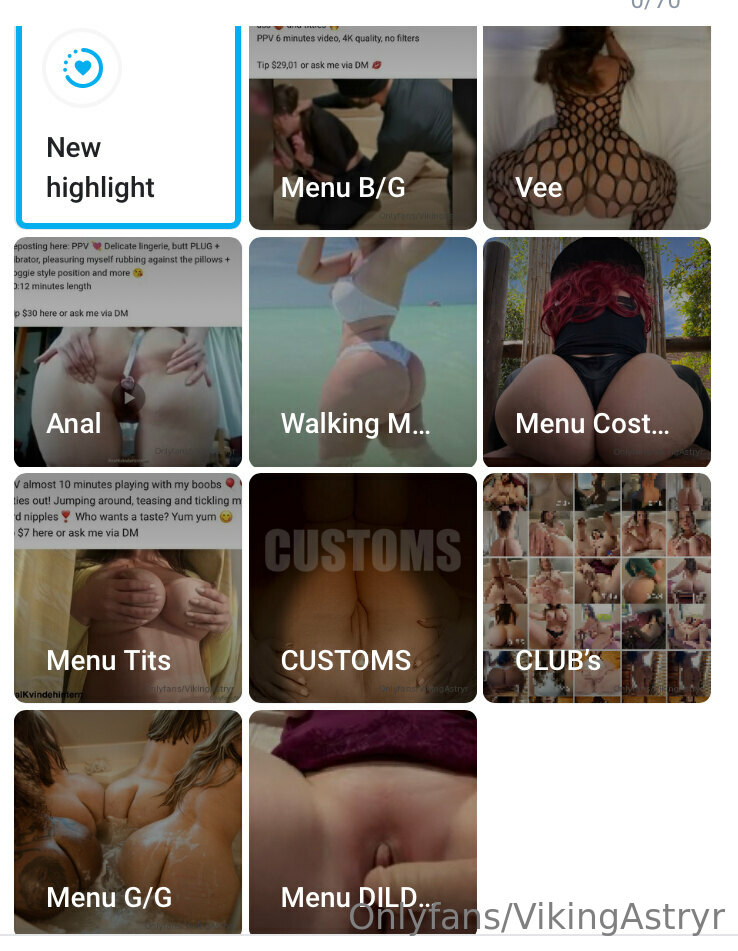 0/70
New
highlight
PPV 6 minutes video, 4K quality, no filters
Tip $29,01 or ask me via DM 💋
Menu B/G
Vee
eposting here: PPV 💘 Delicate lingerie, butt PLUG +
ibrator, pleasuring myself rubbing against the pillows +
oggie style position and more 😘
0:12 minutes length
p $30 here or ask me via DM
Anal
Walking M...
Menu Cost...
V almost 10 minutes playing with my boobs 🎈
ties out! Jumping around, teasing and tickling m
d nipples❣️ Who wants a taste? Yum yum 😋
$7 here or ask me via DM
Menu Tits
CUSTOMS
CUSTOMS
CLUB's
Menu G/G
Menu DILD...
Onlyfans/VikingAstryr